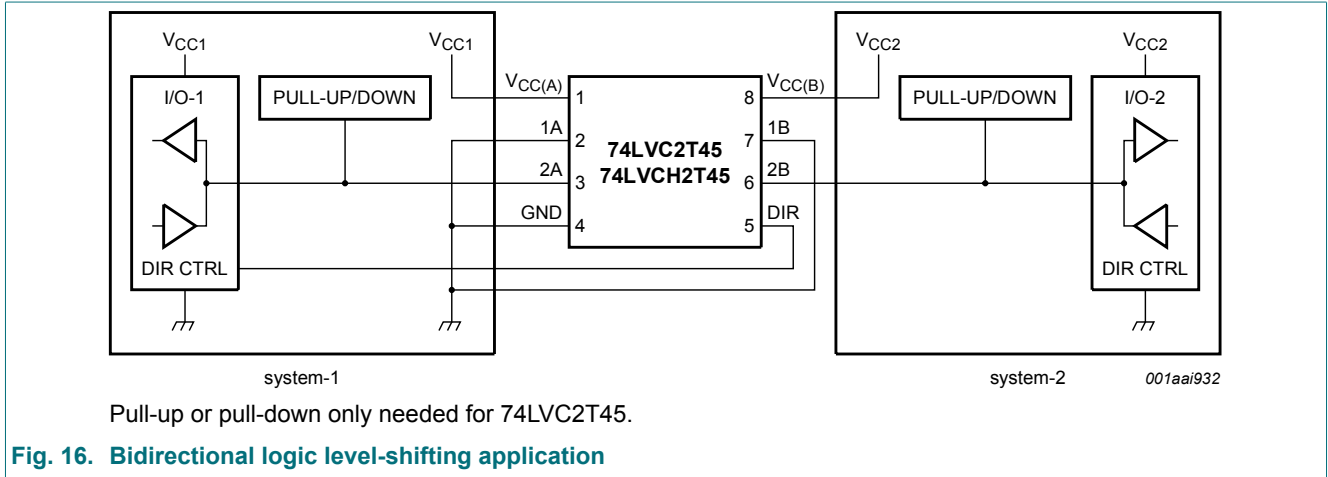 VCC1 VCC1 VCC2 VCC2
I/O-1 PULL-UP/DOWN VCC(A) 1 8 VCC(B) PULL-UP/DOWN I/O-2
1A 2 74LVC2T45 7 1B
2A 3 74LVCH2T45 6 2B
GND 4 5 DIR
DIR CTRL DIR CTRL
system-1 system-2 001aai932
Pull-up or pull-down only needed for 74LVC2T45.
Fig. 16. Bidirectional logic level-shifting application